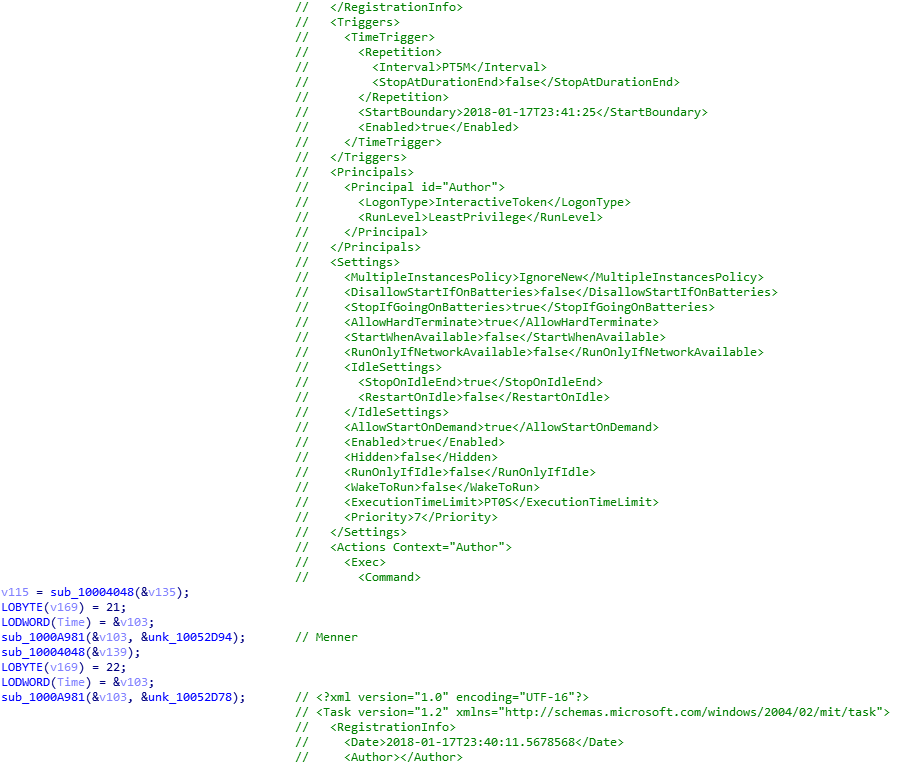 //   </RegistrationInfo>
//   <Triggers>
//     <TimeTrigger>
//       <Repetition>
//         <Interval>PT5M</Interval>
//         <StopAtDurationEnd>false</StopAtDurationEnd>
//       </Repetition>
//       <StartBoundary>2018-01-17T23:41:25</StartBoundary>
//       <Enabled>true</Enabled>
//     </TimeTrigger>
//   </Triggers>
//   <Principals>
//     <Principal id="Author">
//       <LogonType>InteractiveToken</LogonType>
//       <RunLevel>LeastPrivilege</RunLevel>
//     </Principal>
//   </Principals>
//   <Settings>
//     <MultipleInstancesPolicy>IgnoreNew</MultipleInstancesPolicy>
//     <DisallowStartIfOnBatteries>false</DisallowStartIfOnBatteries>
//     <StopIfGoingOnBatteries>true</StopIfGoingOnBatteries>
//     <AllowHardTerminate>true</AllowHardTerminate>
//     <StartWhenAvailable>false</StartWhenAvailable>
//     <RunOnlyIfNetworkAvailable>false</RunOnlyIfNetworkAvailable>
//     <IdleSettings>
//       <StopOnIdleEnd>true</StopOnIdleEnd>
//       <RestartOnIdle>false</RestartOnIdle>
//     </IdleSettings>
//     <AllowStartOnDemand>true</AllowStartOnDemand>
//     <Enabled>true</Enabled>
//     <Hidden>false</Hidden>
//     <RunOnlyIfIdle>false</RunOnlyIfIdle>
//     <WakeToRun>false</WakeToRun>
//     <ExecutionTimeLimit>PT0S</ExecutionTimeLimit>
//     <Priority>7</Priority>
//   </Settings>
//   <Actions Context="Author">
//     <Exec>
//       <Command>
v115 = sub_10004048(&v135);
LOBYTE(v169) = 21;
LODWORD(Time) = &v103;
sub_1000A981(&v103, &unk_10052D94);       // Menner
sub_10004048(&v139);
LOBYTE(v169) = 22;
LODWORD(Time) = &v103;
sub_1000A981(&v103, &unk_10052D78);       // <?xml version="1.0" encoding="UTF-16"?>
// <Task version="1.2" xmlns="http://schemas.microsoft.com/windows/2004/02/mit/task">
//   <RegistrationInfo>
//     <Date>2018-01-17T23:40:11.5678568</Date>
//     <Author></Author>